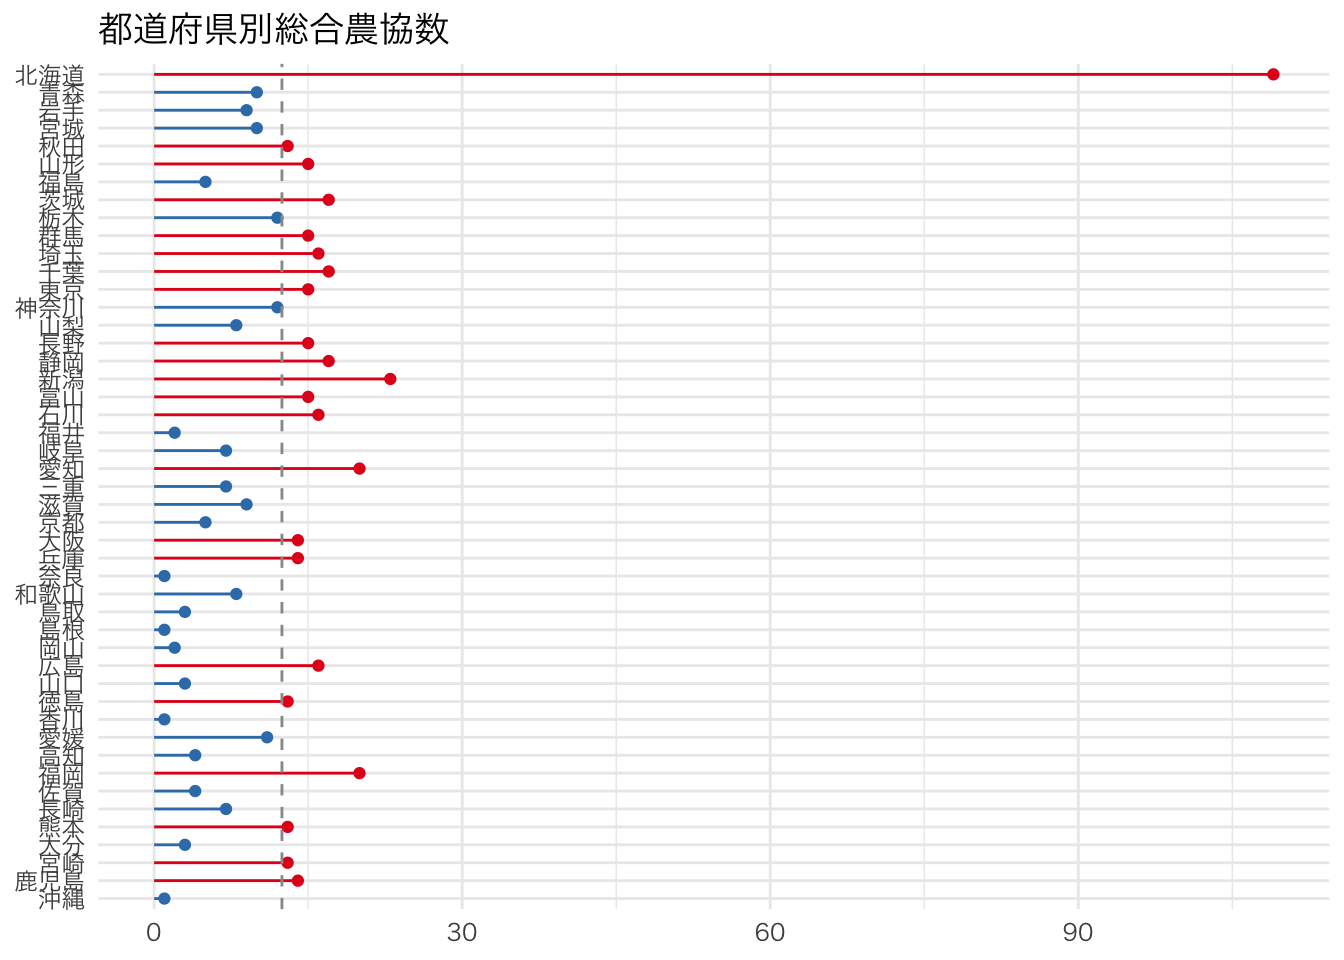 都道府県別総合農協数
北海道
青森
岩手
宮城
秋田
山形
福島
茨城
栃木
群馬
埼玉
千葉
東京
神奈川
山梨
長野
静岡
新潟
富山
石川
福井
岐阜
愛知
三重
滋賀
京都
大阪
兵庫
奈良
和歌山
鳥取
島根
岡山
広島
山口
徳島
香川
愛媛
高知
福岡
佐賀
長崎
熊本
大分
宮崎
鹿児島
沖縄
0 30 60 90